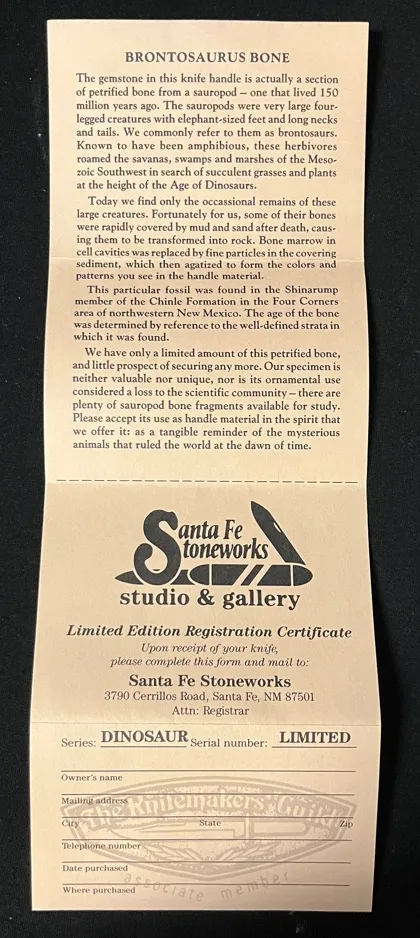 BRONTOSAURUS BONE
The gemstone in this knife handle is actually a section
of petrified bone from a sauropod – one that lived 150
million years ago. The sauropods were very large four-
legged creatures with elephant-sized feet and long necks
and tails. We commonly refer to them as brontosaurs.
Known to have been amphibious, these herbivores
roamed the savanas, swamps and marshes of the Meso-
zoic Southwest in search of succulent grasses and plants
at the height of the Age of Dinosaurs.
Today we find only the occassional remains of these
large creatures. Fortunately for us, some of their bones
were rapidly covered by mud and sand after death, caus-
ing them to be transformed into rock. Bone marrow in
cell cavities was replaced by fine particles in the covering
sediment, which then agatized to form the colors and
patterns you see in the handle material.
This particular fossil was found in the Shinarump
member of the Chinle Formation in the Four Corners
area of northwestern New Mexico. The age of the bone
was determined by reference to the well-defined strata in
which it was found.
We have only a limited amount of this petrified bone,
and little prospect of securing any more. Our specimen is
neither valuable nor unique, nor is its ornamental use
considered a loss to the scientific community – there are
plenty of sauropod bone fragments available for study.
Please accept its use as handle material in the spirit that
we offer it: as a tangible reminder of the mysterious
animals that ruled the world at the dawn of time.
Santa Fe
Stoneworks
studio & gallery
Limited Edition Registration Certificate
Upon receipt of your knife,
please complete this form and mail to:
Santa Fe Stoneworks
3790 Cerrillos Road, Santa Fe, NM 87501
Attn: Registrar
Series: DINOSAUR Serial number: LIMITED
Owner's name
Mailing address
The Knifemakers' Guild
City State Zip
Telephone number
Date purchased
associate member
Where purchased